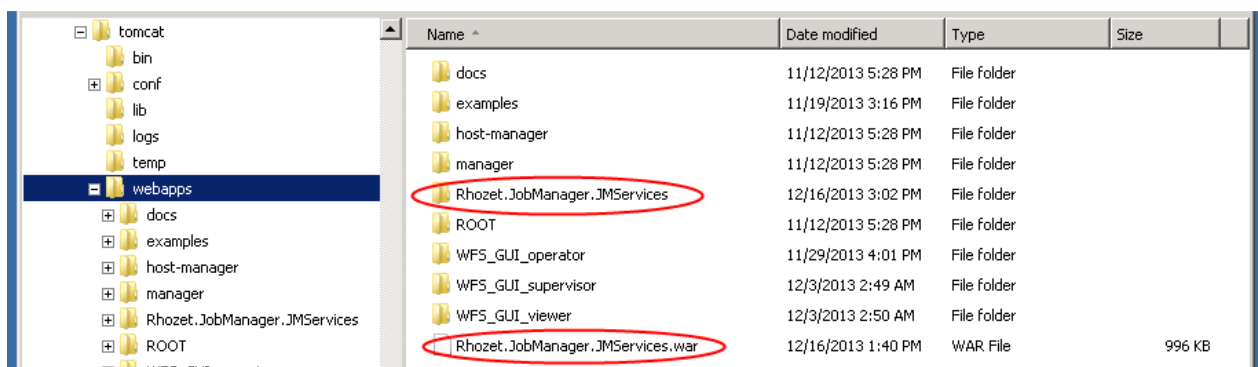 tomcat
bin
conf
lib
logs
temp
webapps
docs
examples
host-manager
manager
Rhozet.JobManager.JMServices
ROOT
Name Date modified Type Size
docs 11/12/2013 5:28 PM File folder
examples 11/19/2013 3:16 PM File folder
host-manager 11/12/2013 5:28 PM File folder
manager 11/12/2013 5:28 PM File folder
Rhozet.JobManager.JMServices 12/16/2013 3:02 PM File folder
ROOT 11/12/2013 5:28 PM File folder
WFS_GUI_operator 11/29/2013 4:01 PM File folder
WFS_GUI_supervisor 12/3/2013 2:49 AM File folder
WFS_GUI_viewer 12/3/2013 2:50 AM File folder
Rhozet.JobManager.JMServices.war 12/16/2013 1:40 PM WAR File 996 KB